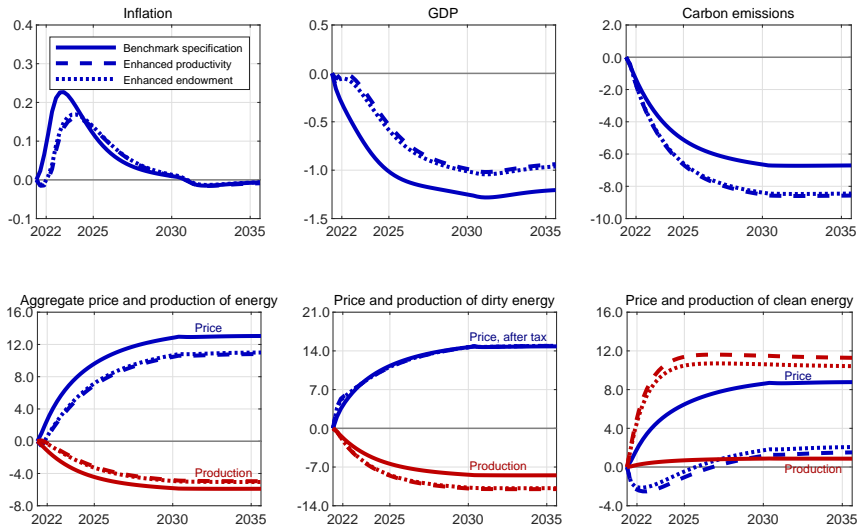 Inflation
GDP
Carbon emissions
0.4
0.3
0.2
0.1
0.0
-0.1
Benchmark specification
Enhanced productivity
Enhanced endowment
2022 2025 2030 2035
0.5
0.0
-0.5
-1.0
-1.5
2022 2025 2030 2035
2.0
0.0
-2.0
-4.0
-6.0
-8.0
-10.0
2022 2025 2030 2035
Aggregate price and production of energy
Price and production of dirty energy
Price and production of clean energy
16.0
12.0
8.0
4.0
0.0
-4.0
-8.0
Price
Production
2022 2025 2030 2035
21.0
14.0
7.0
0.0
-7.0
-14.0
Price, after tax
Production
2022 2025 2030 2035
16.0
12.0
8.0
4.0
0.0
-4.0
Price
Production
2022 2025 2030 2035